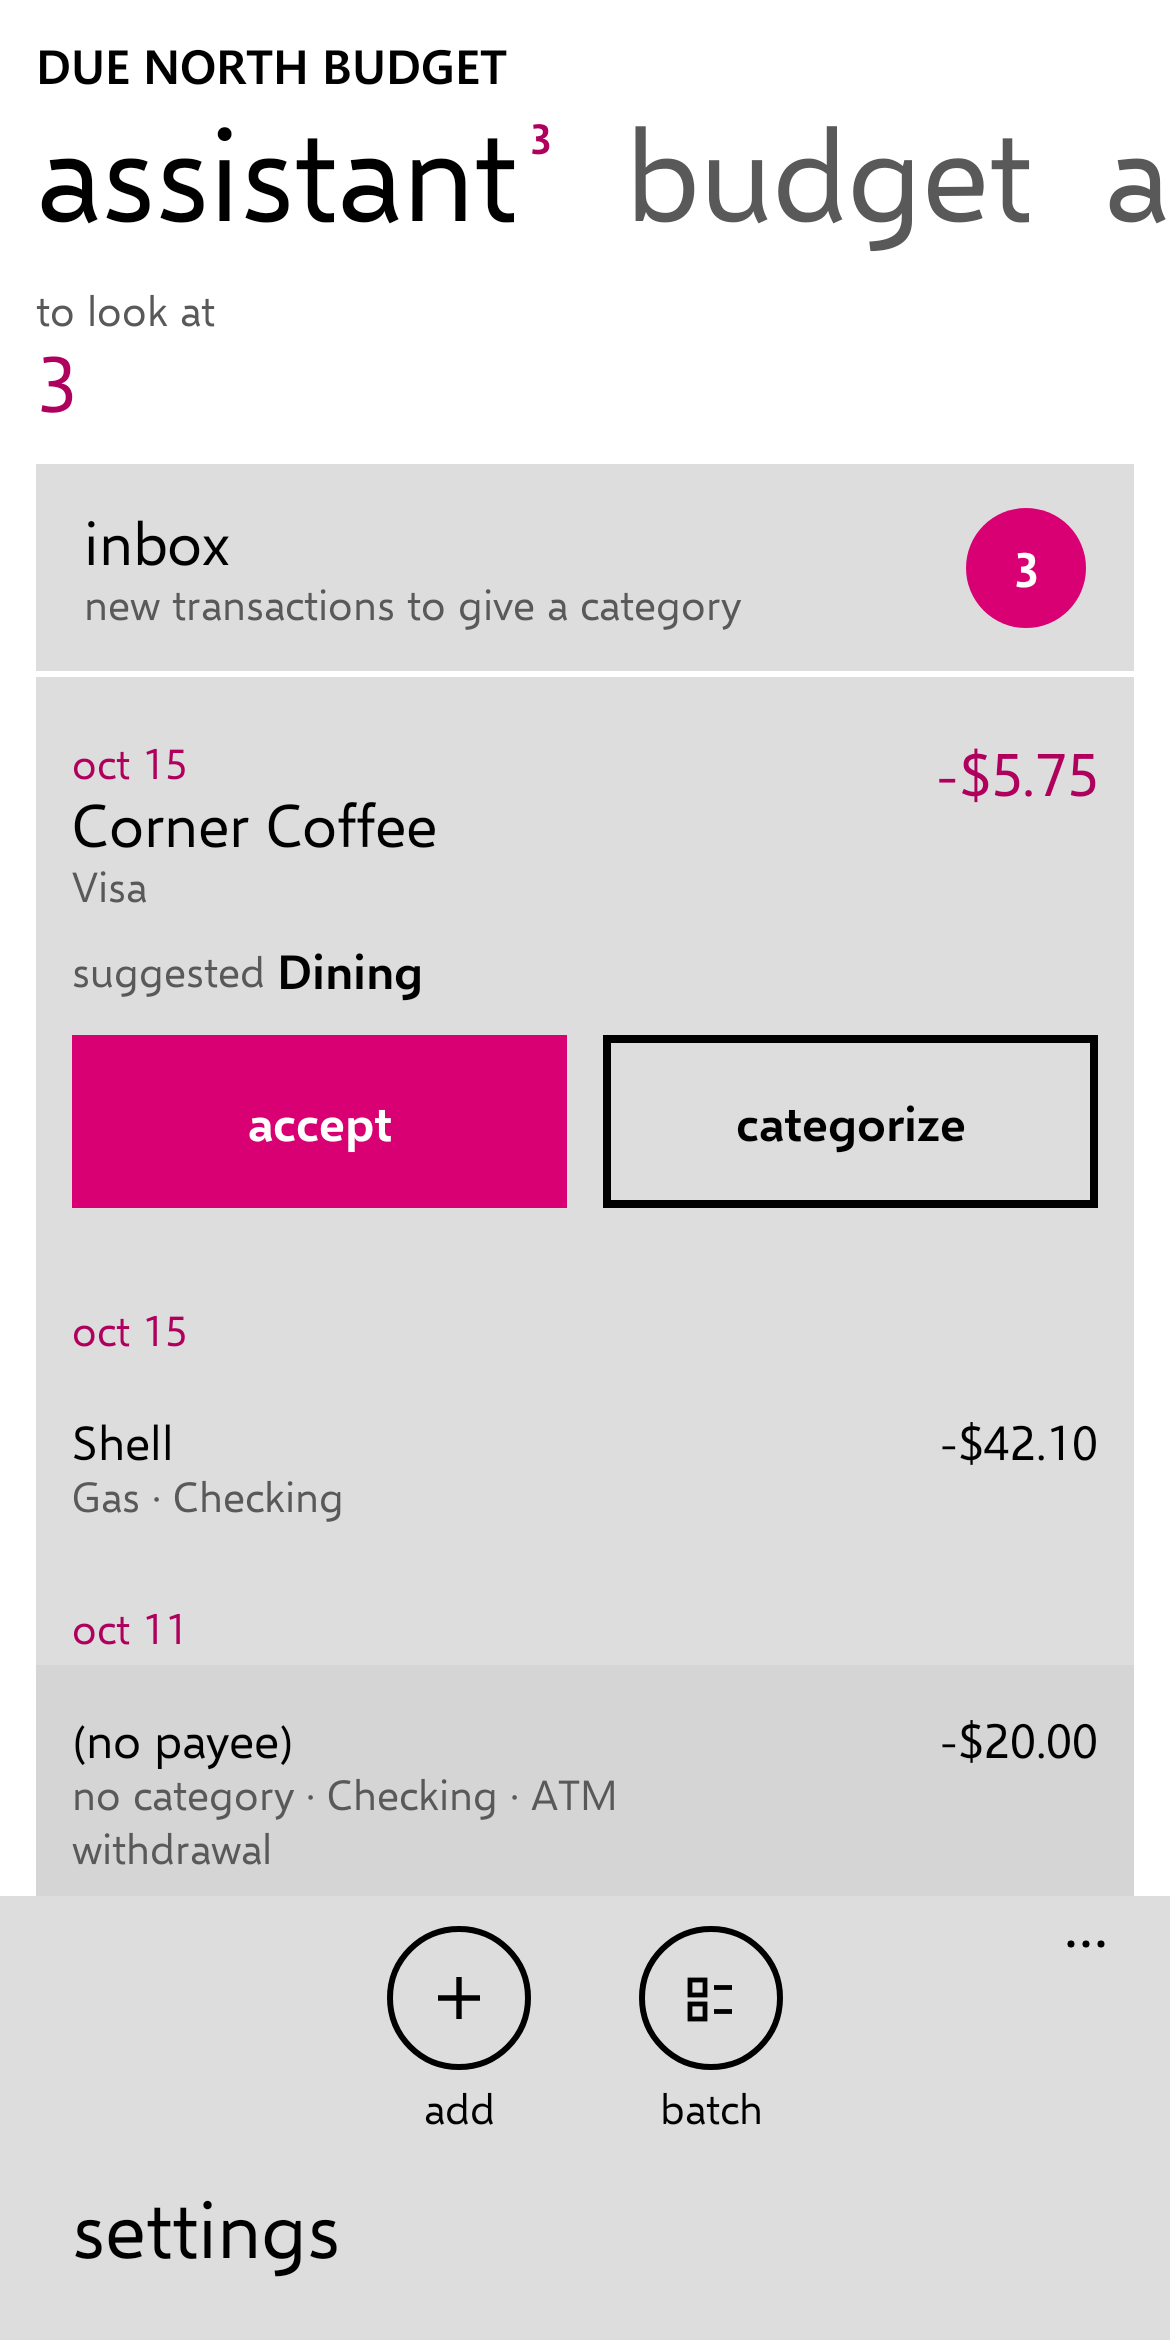 DUE NORTH BUDGET
assistant 3 budget a
to look at
3
inbox
new transactions to give a category
3
oct 15
-$5.75
Corner Coffee
Visa
suggested Dining
accept
categorize
oct 15
Shell
-$42.10
Gas · Checking
oct 11
(no payee)
-$20.00
no category · Checking · ATM
withdrawal
...
add
batch
settings